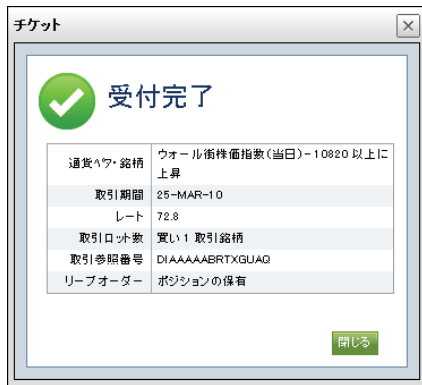 チケット
受付完了
通貨ペア・銘柄 ウォール街株価指数(当日)-10820 以上に
上昇
取引期間 25-MAR-10
レート 72.8
取引ロット数 買い 1 取引銘柄
取引参照番号 DIAAAAABRTXGUAQ
リーブオーダー ポジションの保有
閉じる